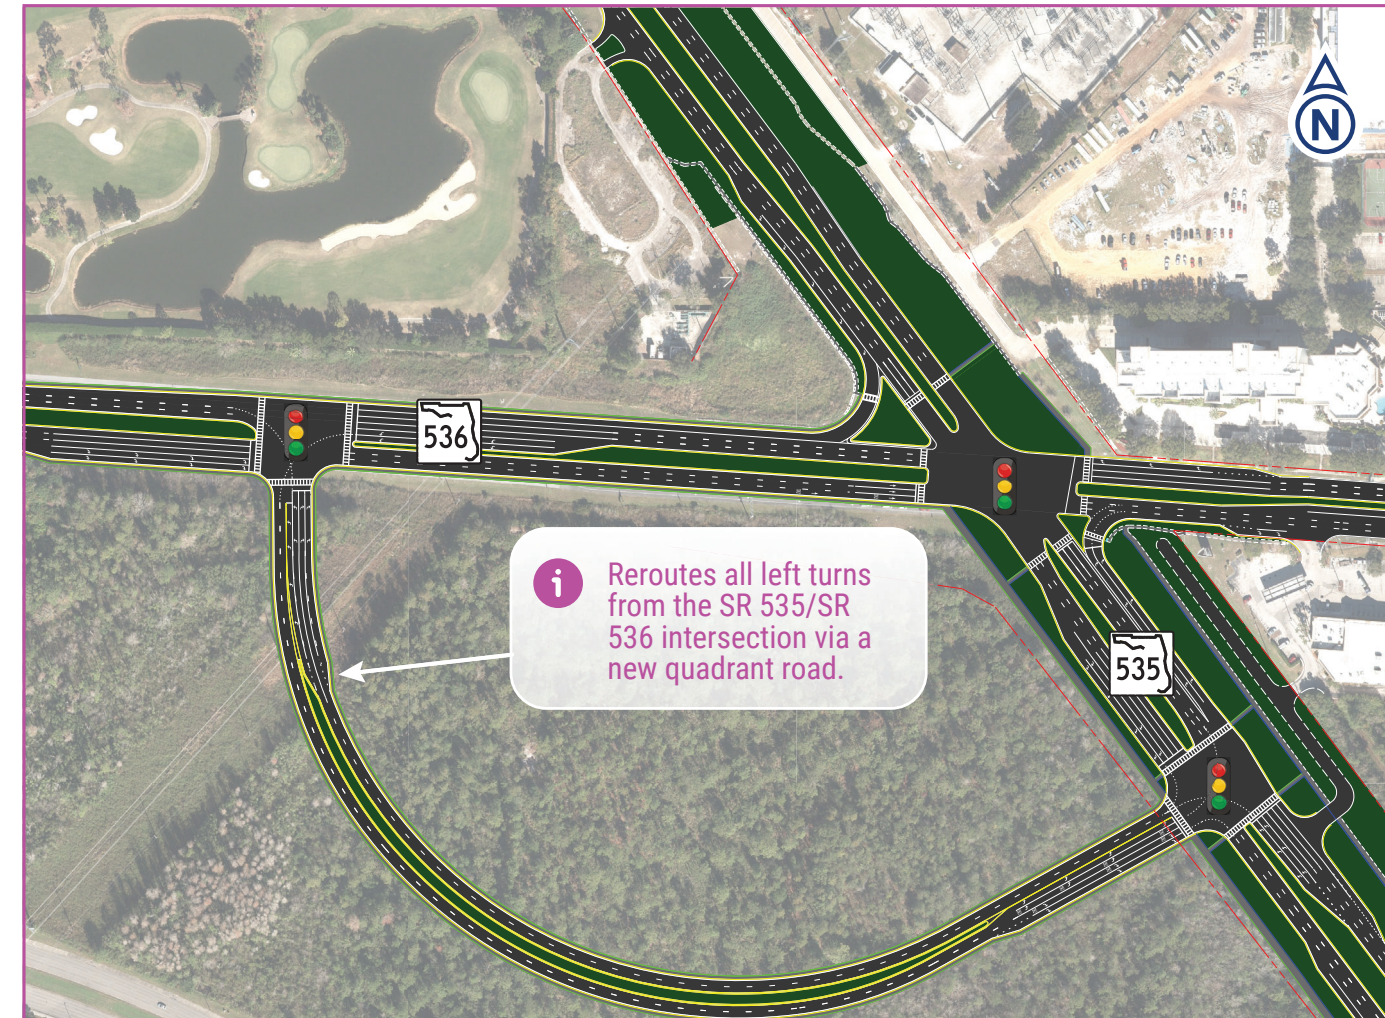 N
536
i
Reroutes all left turns
from the SR 535/SR
536 intersection via a
new quadrant road.
535